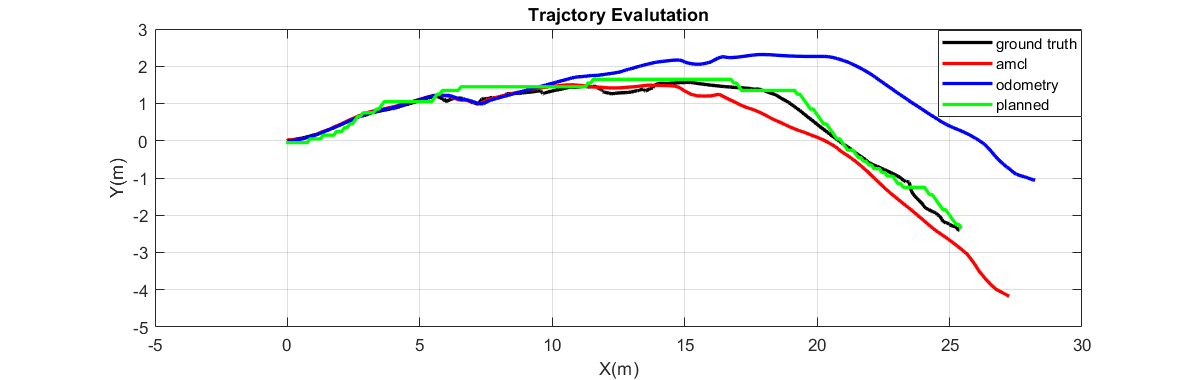 Trajctory Evalutation
ground truth
amcl
odometry
planned
Y(m)
3
2
1
0
-1
-2
-3
-4
-5
-5 0 5 10 15 20 25 30
X(m)